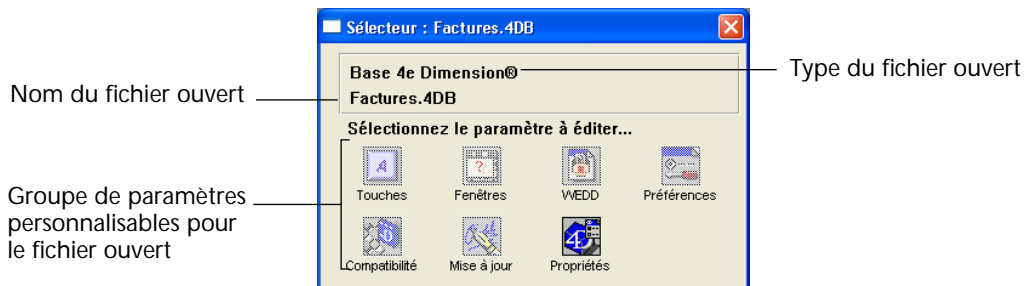 Sélecteur : Factures.4DB
Base 4e Dimension®
Type du fichier ouvert
Nom du fichier ouvert
Factures.4DB
Sélectionnez le paramètre à éditer...
Touches
Fenêtres
WEDD
Préférences
Groupe de paramètres
personnalisables pour
le fichier ouvert
Compatibilité
Mise à jour
Propriétés